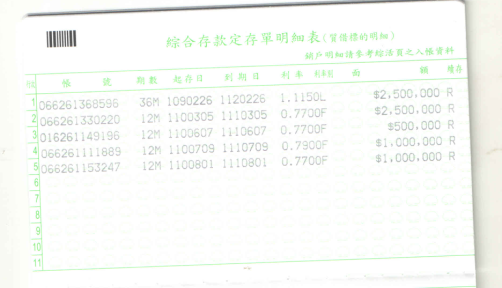 綜合存款定存單明細表(質借標的明細)
細戶明細請參考綜活頁之入帳資料
帳 號 期數 起存日 到期日 利率 利率別 面 額 轉存
1 066261368596 36M 1090226 1120226 1.1150L $2,500,000 R
2 066261330220 12M 1100305 1110305 0.7700F $2,500,000 R
3 016261149196 12M 1100607 1110607 0.7700F $500,000 R
4 066261111889 12M 1100709 1110709 0.7900F $1,000,000 R
5 066261153247 12M 1100801 1110801 0.7700F $1,000,000 R
6
7
8
9
10
11